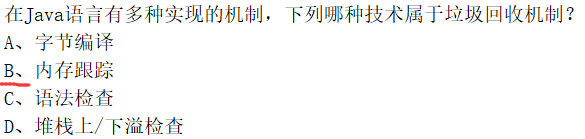 在Java语言有多种实现的机制，下列哪种技术属于垃圾回收机制？
A、字节编译
B、内存跟踪
C、语法检查
D、堆栈上/下溢检查